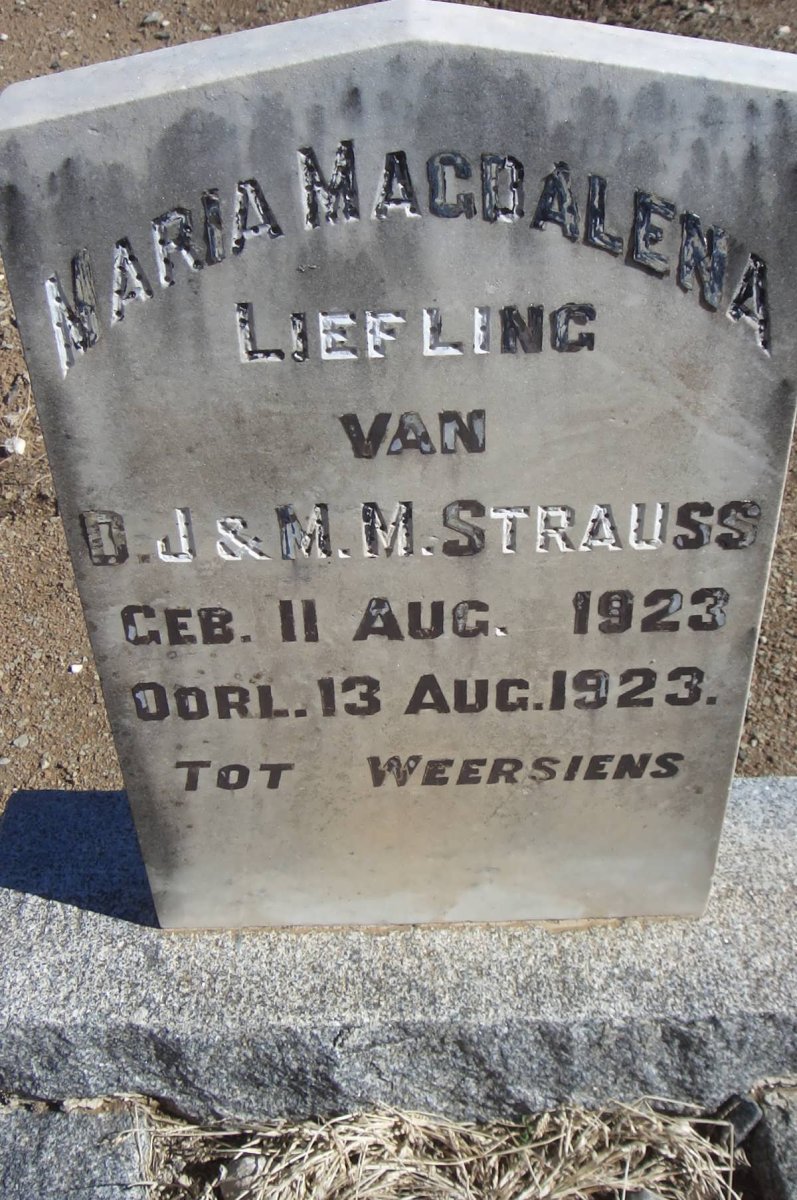 MARIA MAGDALENA
LIEFLING
VAN
D.J & M.M. STRAUSS
GEB. 11 AUG. 1923
OORL. 13 AUG. 1923.
TOT WEERSIENS